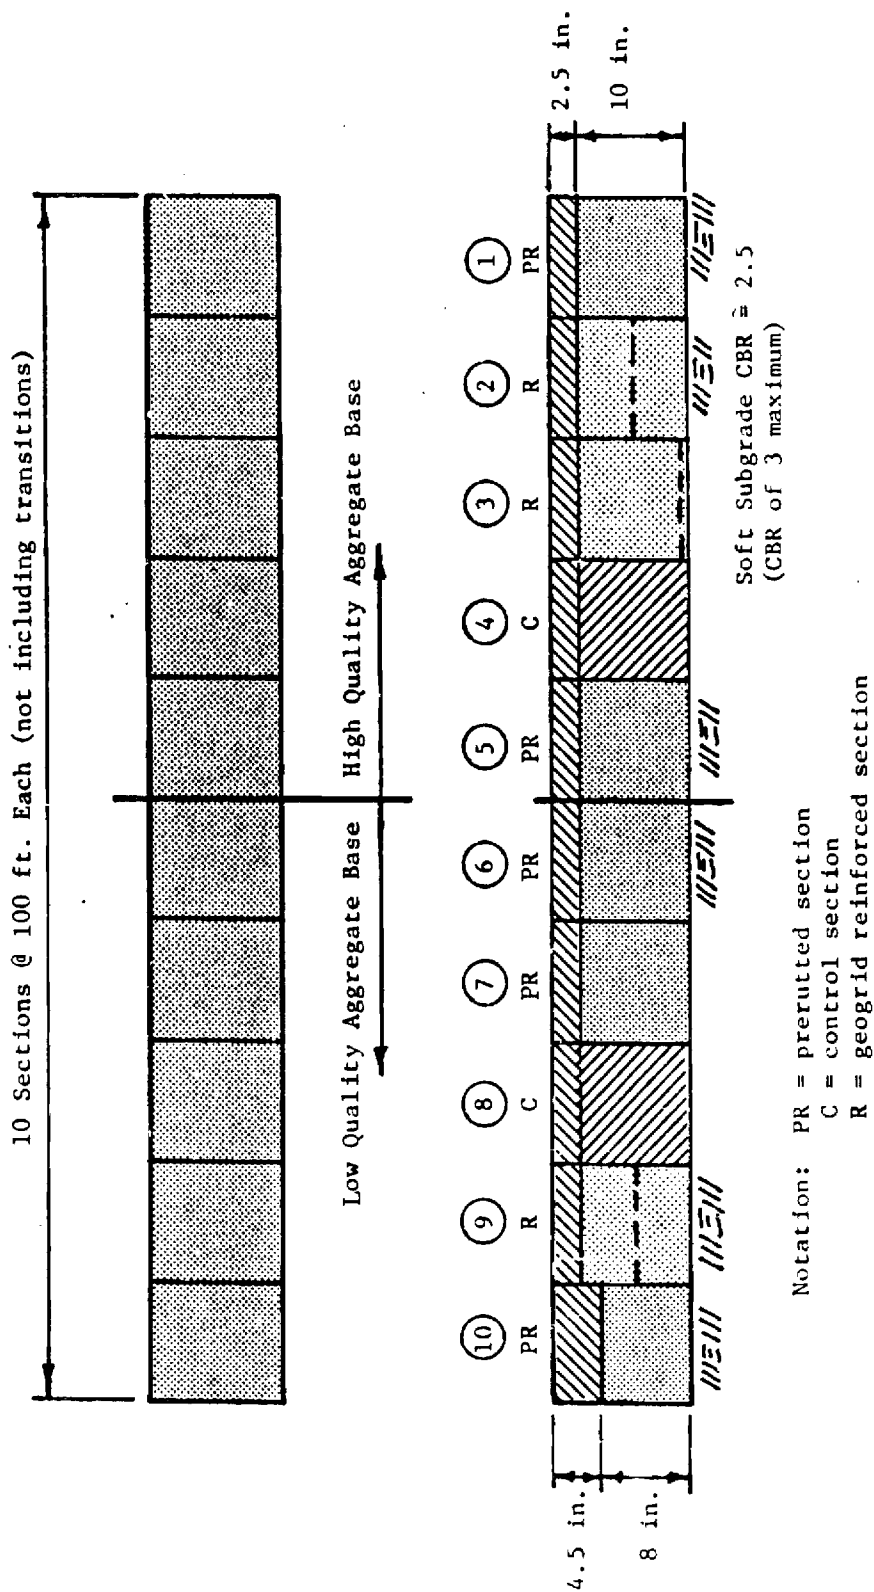 10 Sections @ 100 ft. Each (not including transitions)
Low Quality Aggregate Base High Quality Aggregate Base
10 9 8 7 6 5 4 3 2 1
PR R C PR PR PR C R R PR
2.5 in.
10 in.
4.5 in.
8 in.
Soft Subgrade CBR ≅ 2.5
(CBR of 3 maximum)
Notation: PR = prerutted section
C = control section
R = geogrid reinforced section